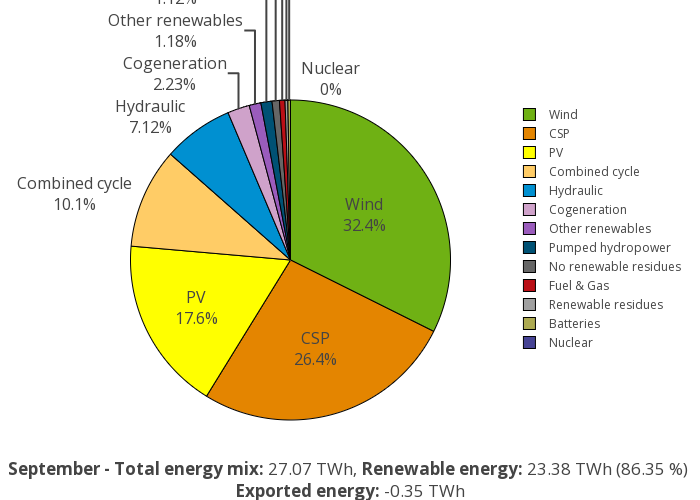 1.12%
Other renewables
1.18%
Cogeneration
2.23%
Nuclear
0%
Hydraulic
7.12%
Combined cycle
10.1%
Wind
32.4%
PV
17.6%
CSP
26.4%
Wind
CSP
PV
Combined cycle
Hydraulic
Cogeneration
Other renewables
Pumped hydropower
No renewable residues
Fuel & Gas
Renewable residues
Batteries
Nuclear
September - Total energy mix: 27.07 TWh, Renewable energy: 23.38 TWh (86.35 %)
Exported energy: -0.35 TWh